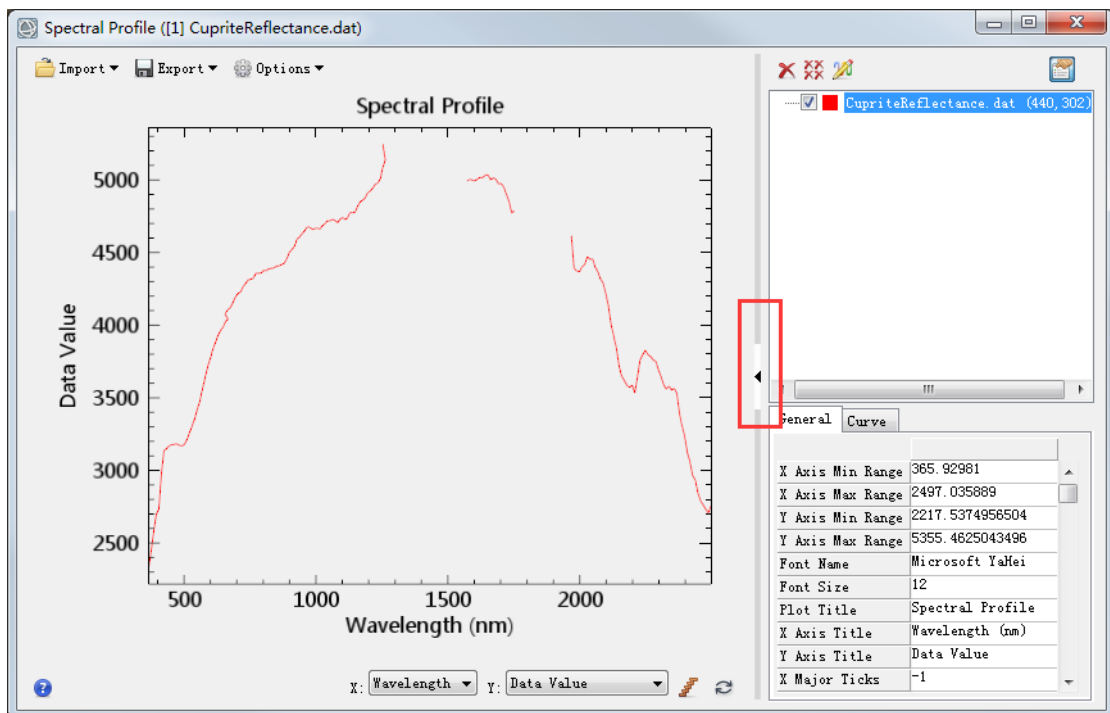 Spectral Profile ([1] CupriteReflectance.dat)
Import Export Options
Spectral Profile
5000
4500
4000
3500
3000
2500
Data Value
500 1000 1500 2000
Wavelength (nm)
X: Wavelength Y: Data Value
CupriteReflectance.dat (440,302)
General Curve
X Axis Min Range 365.92981
X Axis Max Range 2497.035889
Y Axis Min Range 2217.5374956504
Y Axis Max Range 5355.4625043496
Font Name Microsoft YaHei
Font Size 12
Plot Title Spectral Profile
X Axis Title Wavelength (nm)
Y Axis Title Data Value
X Major Ticks -1